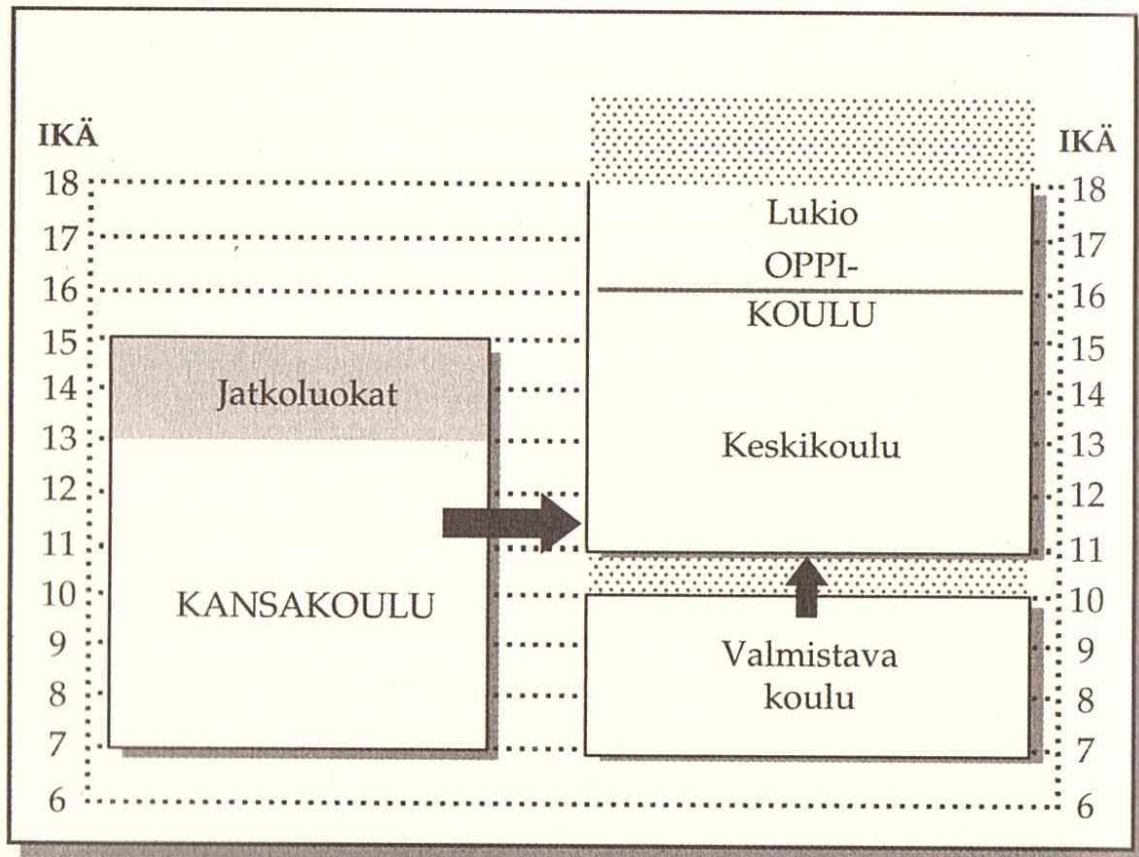 IKÄ
18
17
16
15
14
13
12
11
10
9
8
7
6
Jatkoluokat
KANSAKOULU
Lukio
OPPI-
KOULU
Keskikoulu
Valmistava
koulu
IKÄ
18
17
16
15
14
13
12
11
10
9
8
7
6